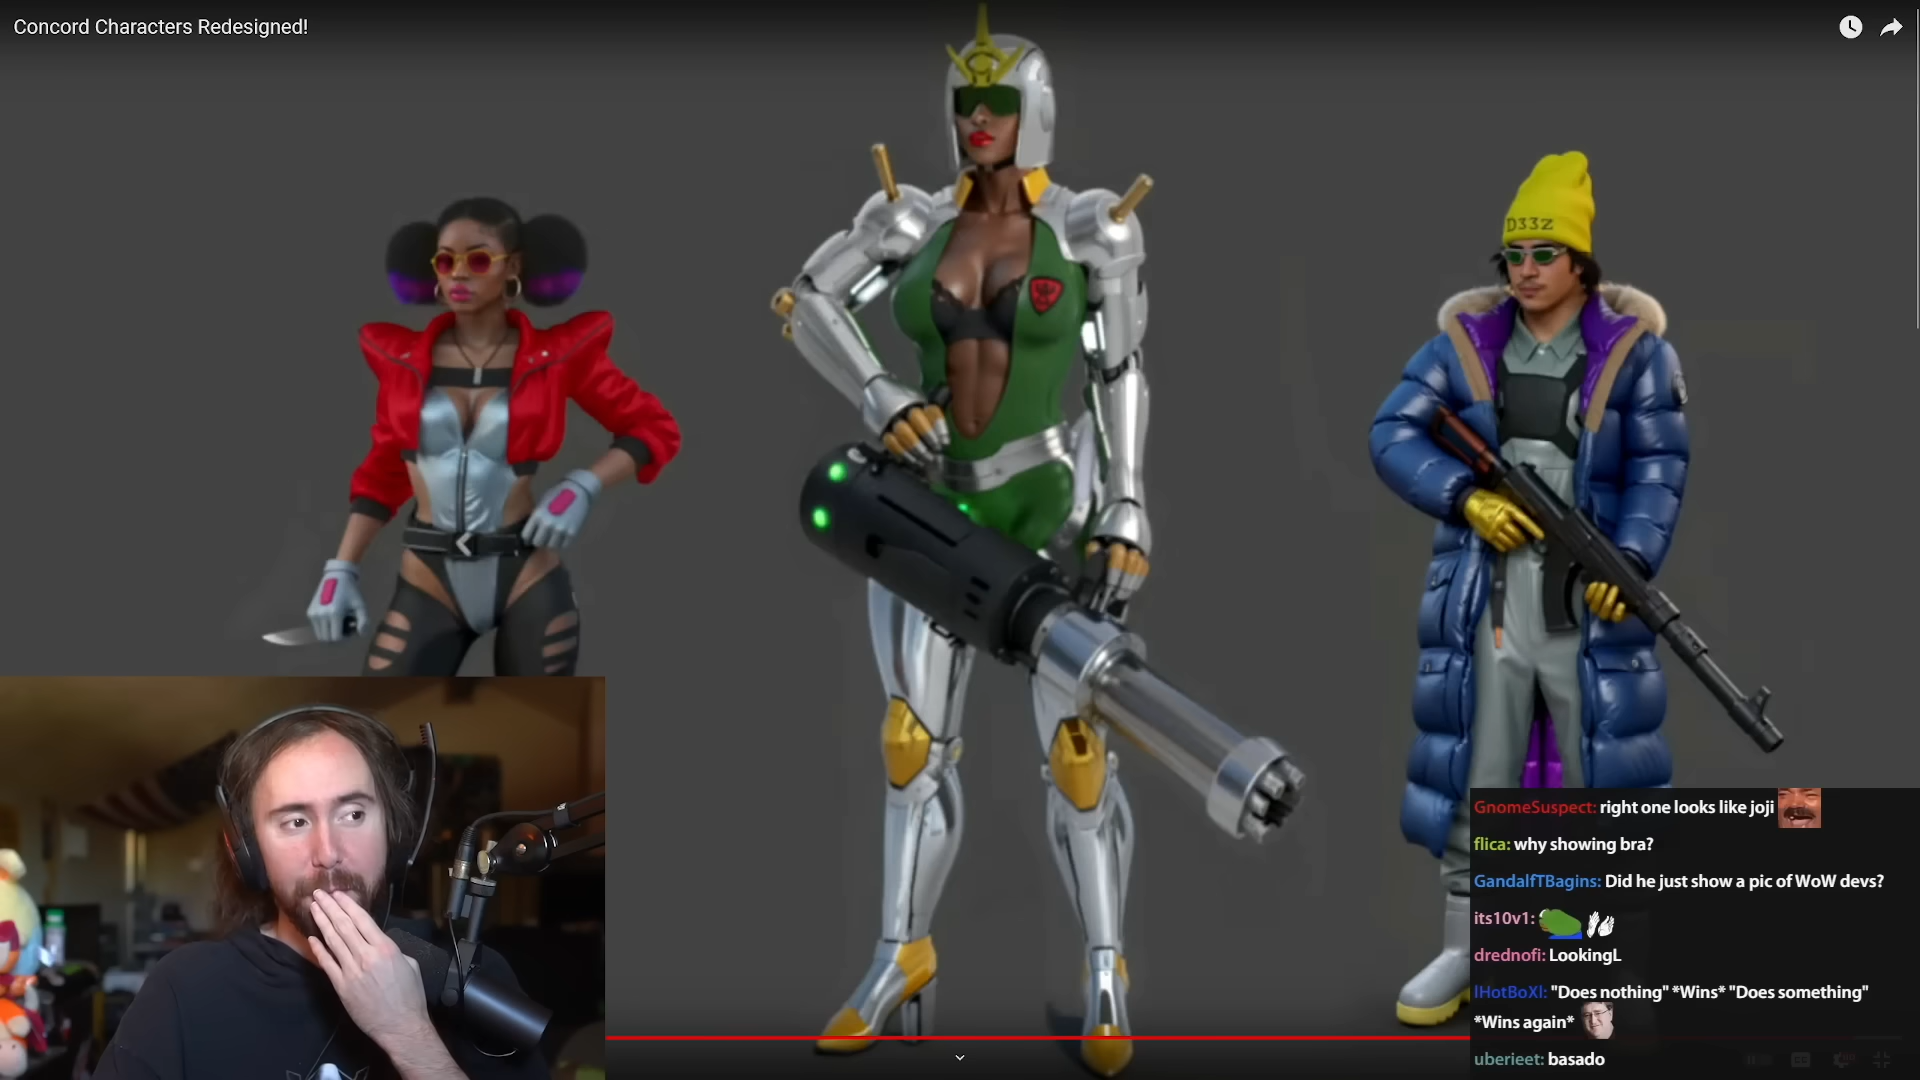 Concord Characters Redesigned!
D33Z
GnomeSuspect: right one looks like joji
flica: why showing bra?
GandalfTBagins: Did he just show a pic of WoW devs?
its10v1:
drednofi: LookingL
lHotBoXl: "Does nothing" *Wins* "Does something"
*Wins again*
uberieet: basado